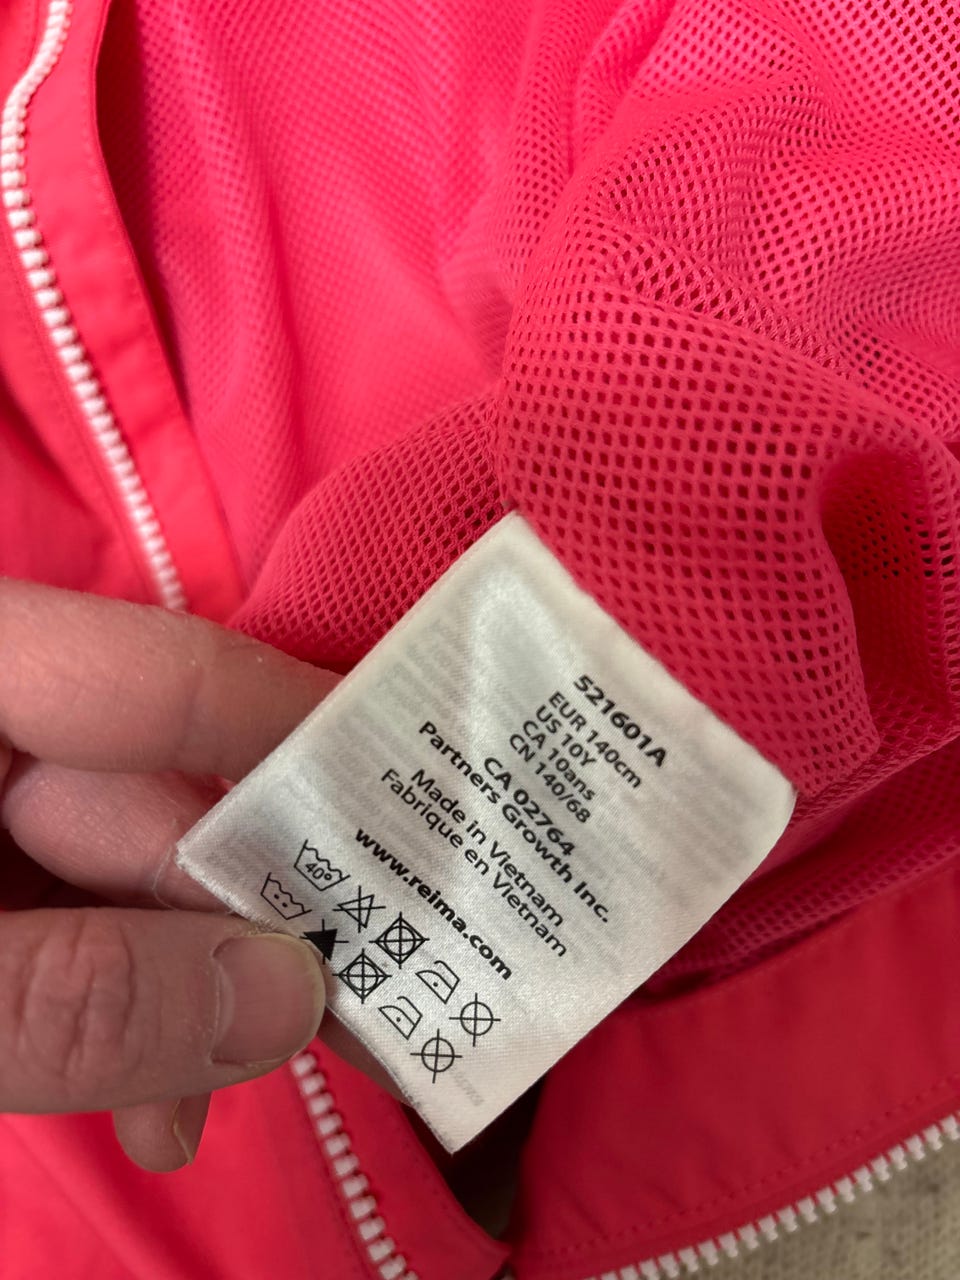 521601A
EUR 140cm
US 10Y
CA 10ans
CN 140/68
CA 02764
Partners Growth Inc.
Made in Vietnam
Fabrique en Vietnam
www.reima.com
40°